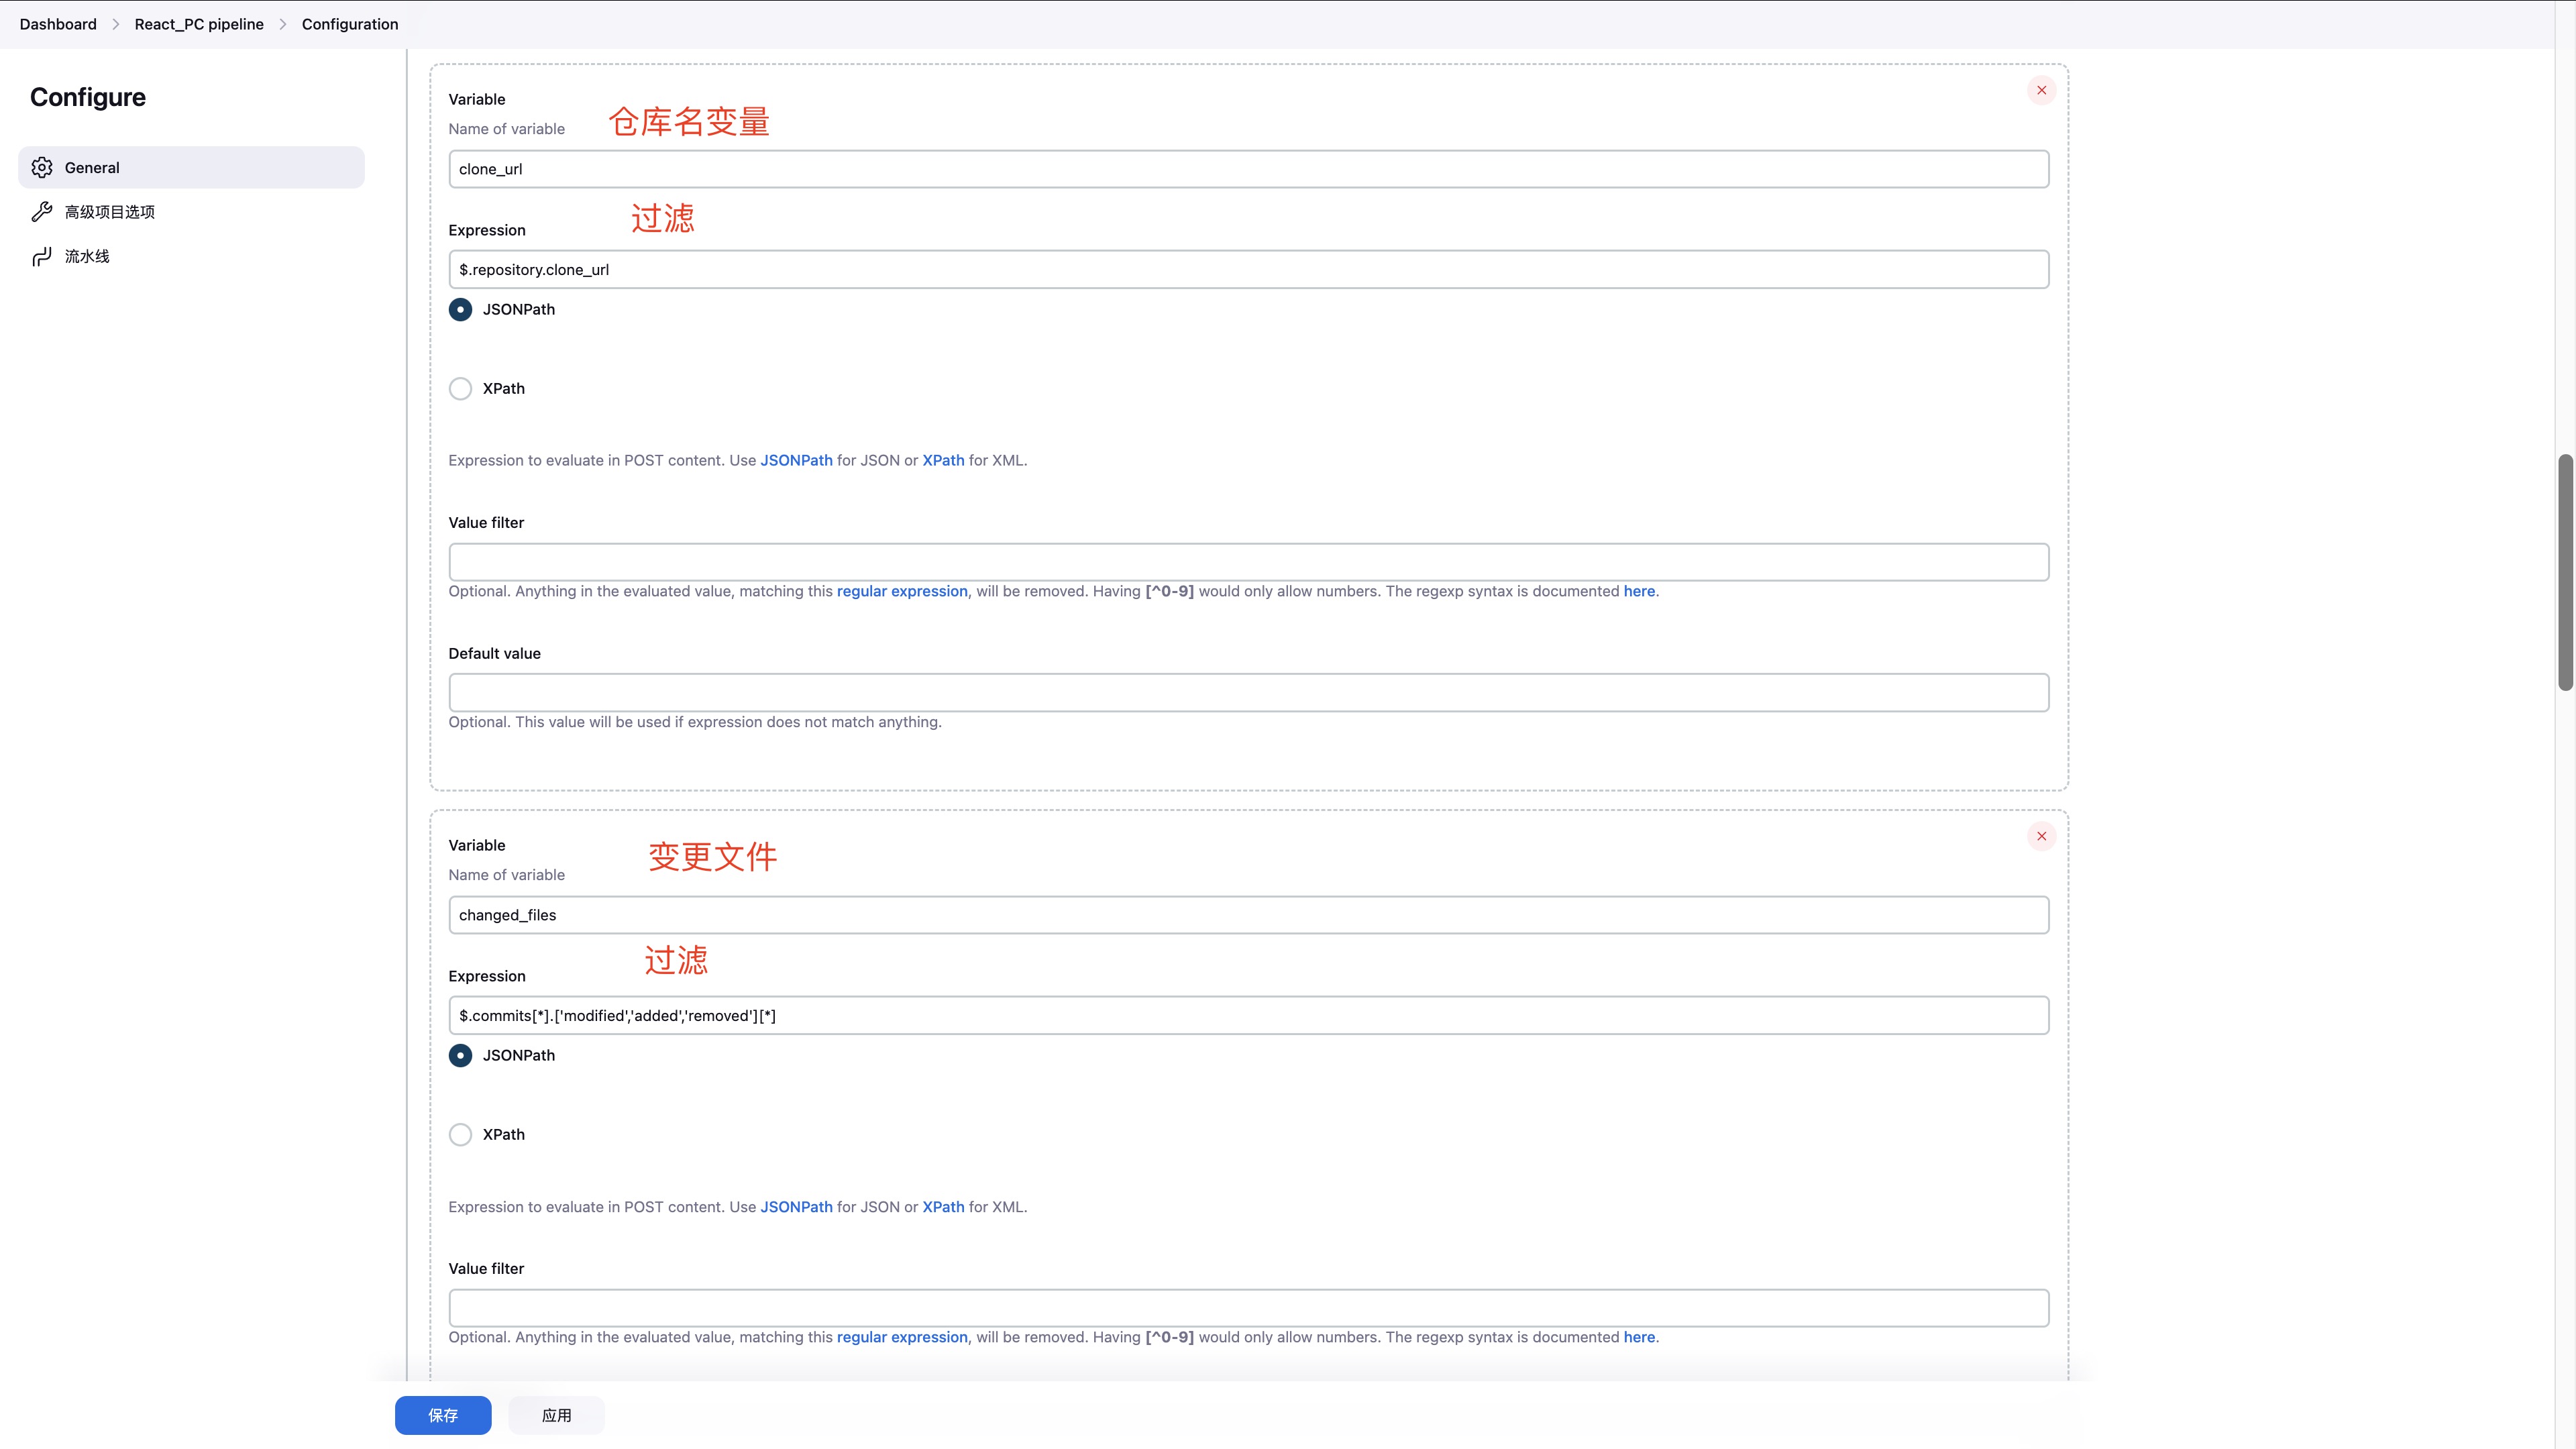 Dashboard > React_PC pipeline > Configuration
Configure
General
高级项目选项
流水线
Variable
仓库名变量
Name of variable
clone_url
过滤
Expression
$.repository.clone_url
JSONPath
XPath
Expression to evaluate in POST content. Use JSONPath for JSON or XPath for XML.
Value filter
Optional. Anything in the evaluated value, matching this regular expression, will be removed. Having [^0-9] would only allow numbers. The regexp syntax is documented here.
Default value
Optional. This value will be used if expression does not match anything.
Variable
变更文件
Name of variable
changed_files
过滤
Expression
$.commits[*].['modified','added','removed'][*]
JSONPath
XPath
Expression to evaluate in POST content. Use JSONPath for JSON or XPath for XML.
Value filter
Optional. Anything in the evaluated value, matching this regular expression, will be removed. Having [^0-9] would only allow numbers. The regexp syntax is documented here.
保存
应用